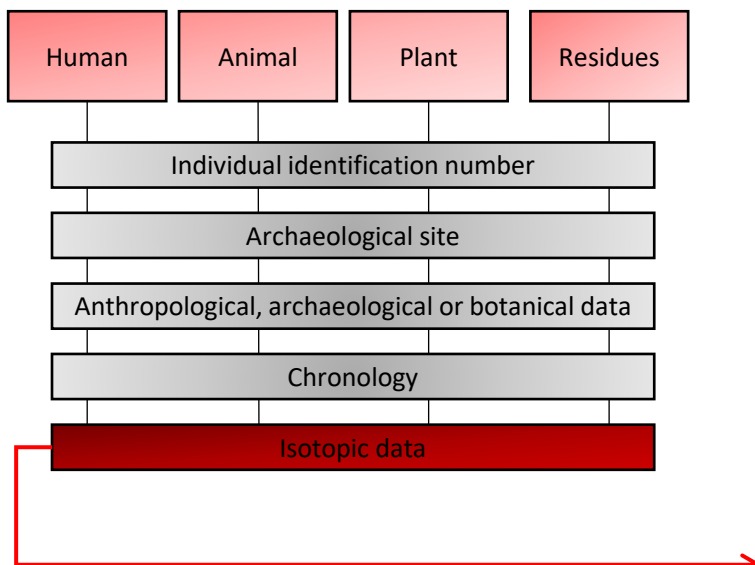 Human
Animal
Plant
Residues
Individual identification number
Archaeological site
Anthropological, archaeological or botanical data
Chronology
Isotopic data